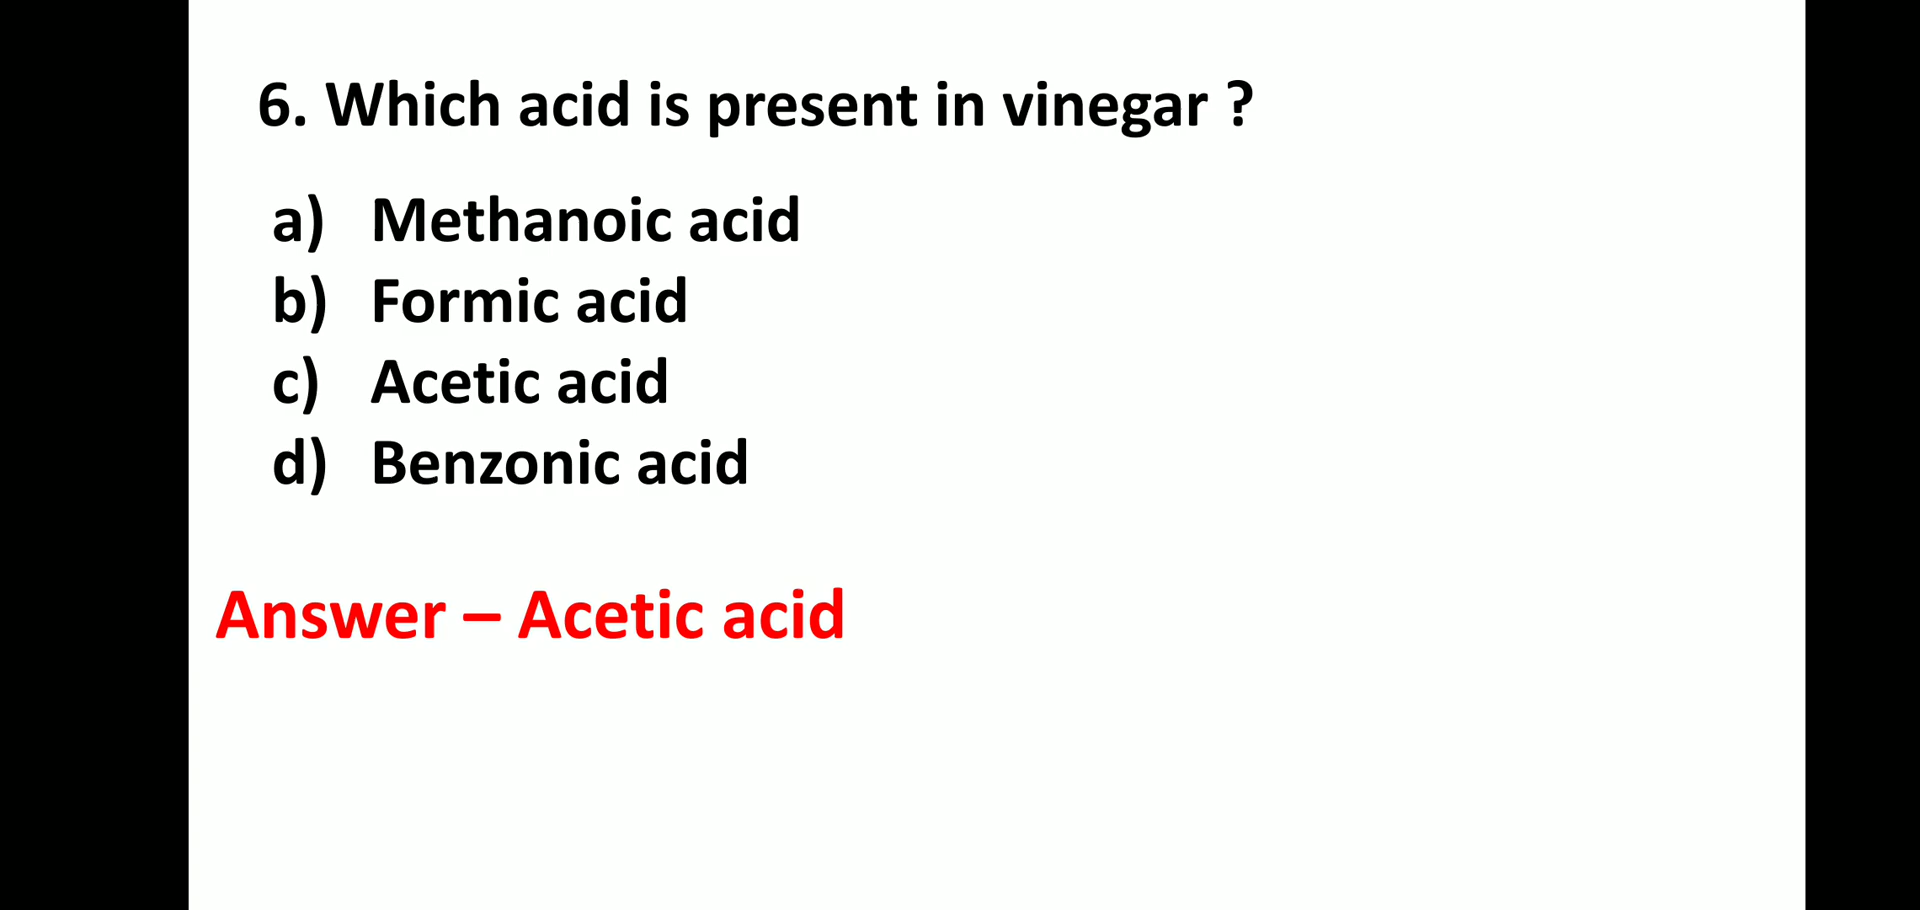 6. Which acid is present in vinegar ?
a) Methanoic acid
b) Formic acid
c) Acetic acid
d) Benzonic acid
Answer – Acetic acid